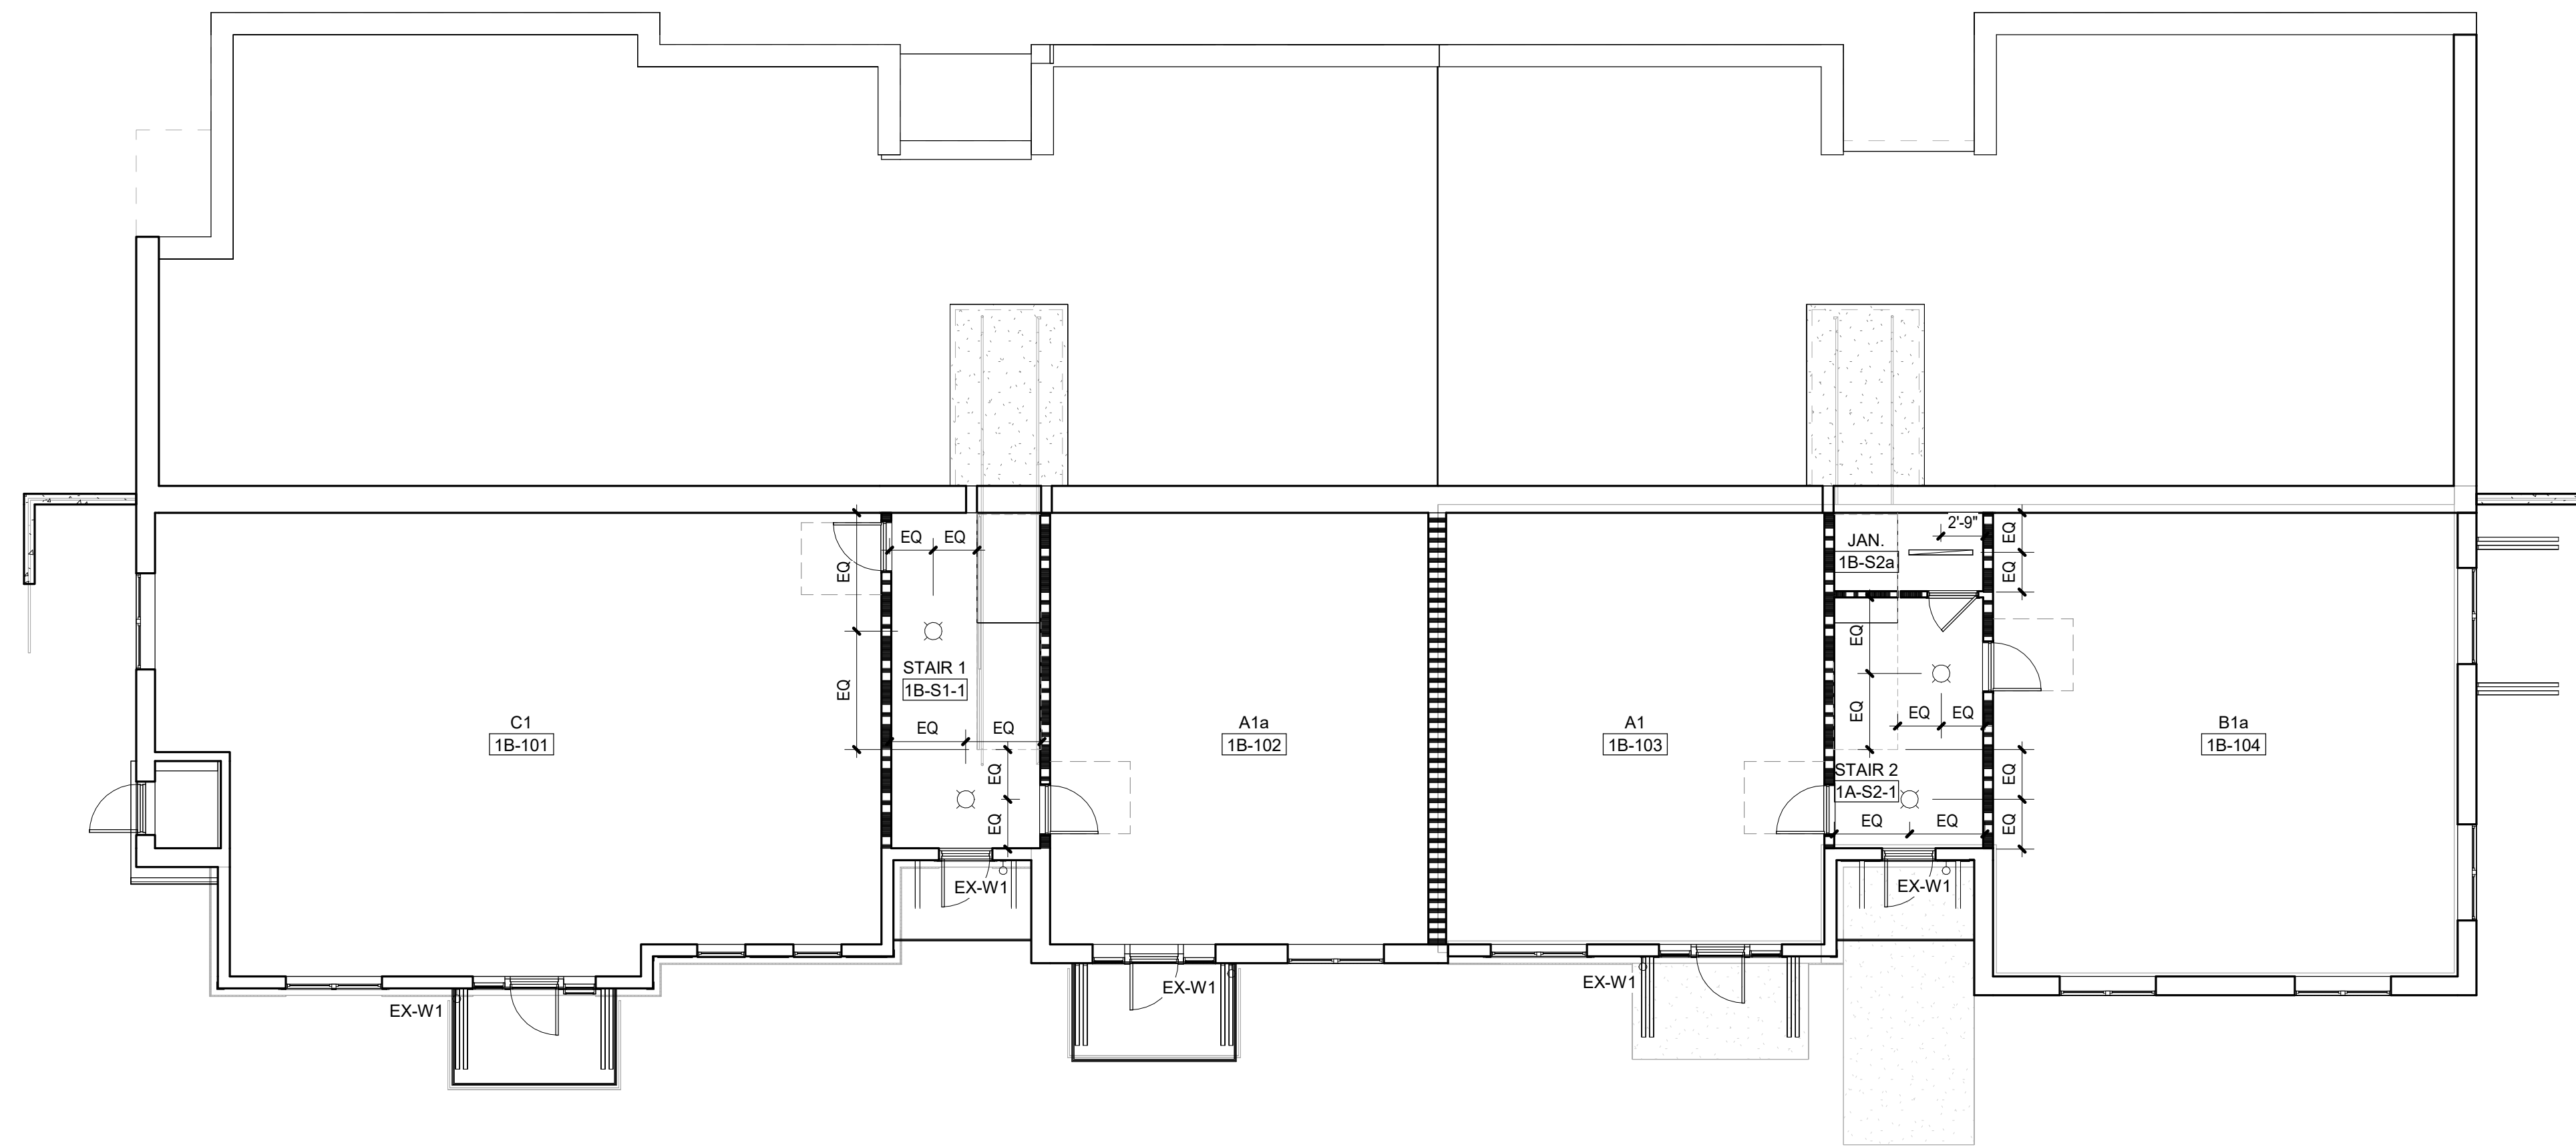 EQ
EQ
EQ
EQ
STAIR 1
1B-S1-1
EQ
EQ
EQ
EQ
C1
1B-101
A1a
1B-102
A1
1B-103
JAN.
1B-S2a
2'-9"
EQ
EQ
EQ
EQ
EQ
EQ
STAIR 2
1A-S2-1
EQ
EQ
EQ
EQ
B1a
1B-104
EX-W1
EX-W1
EX-W1
EX-W1
EX-W1